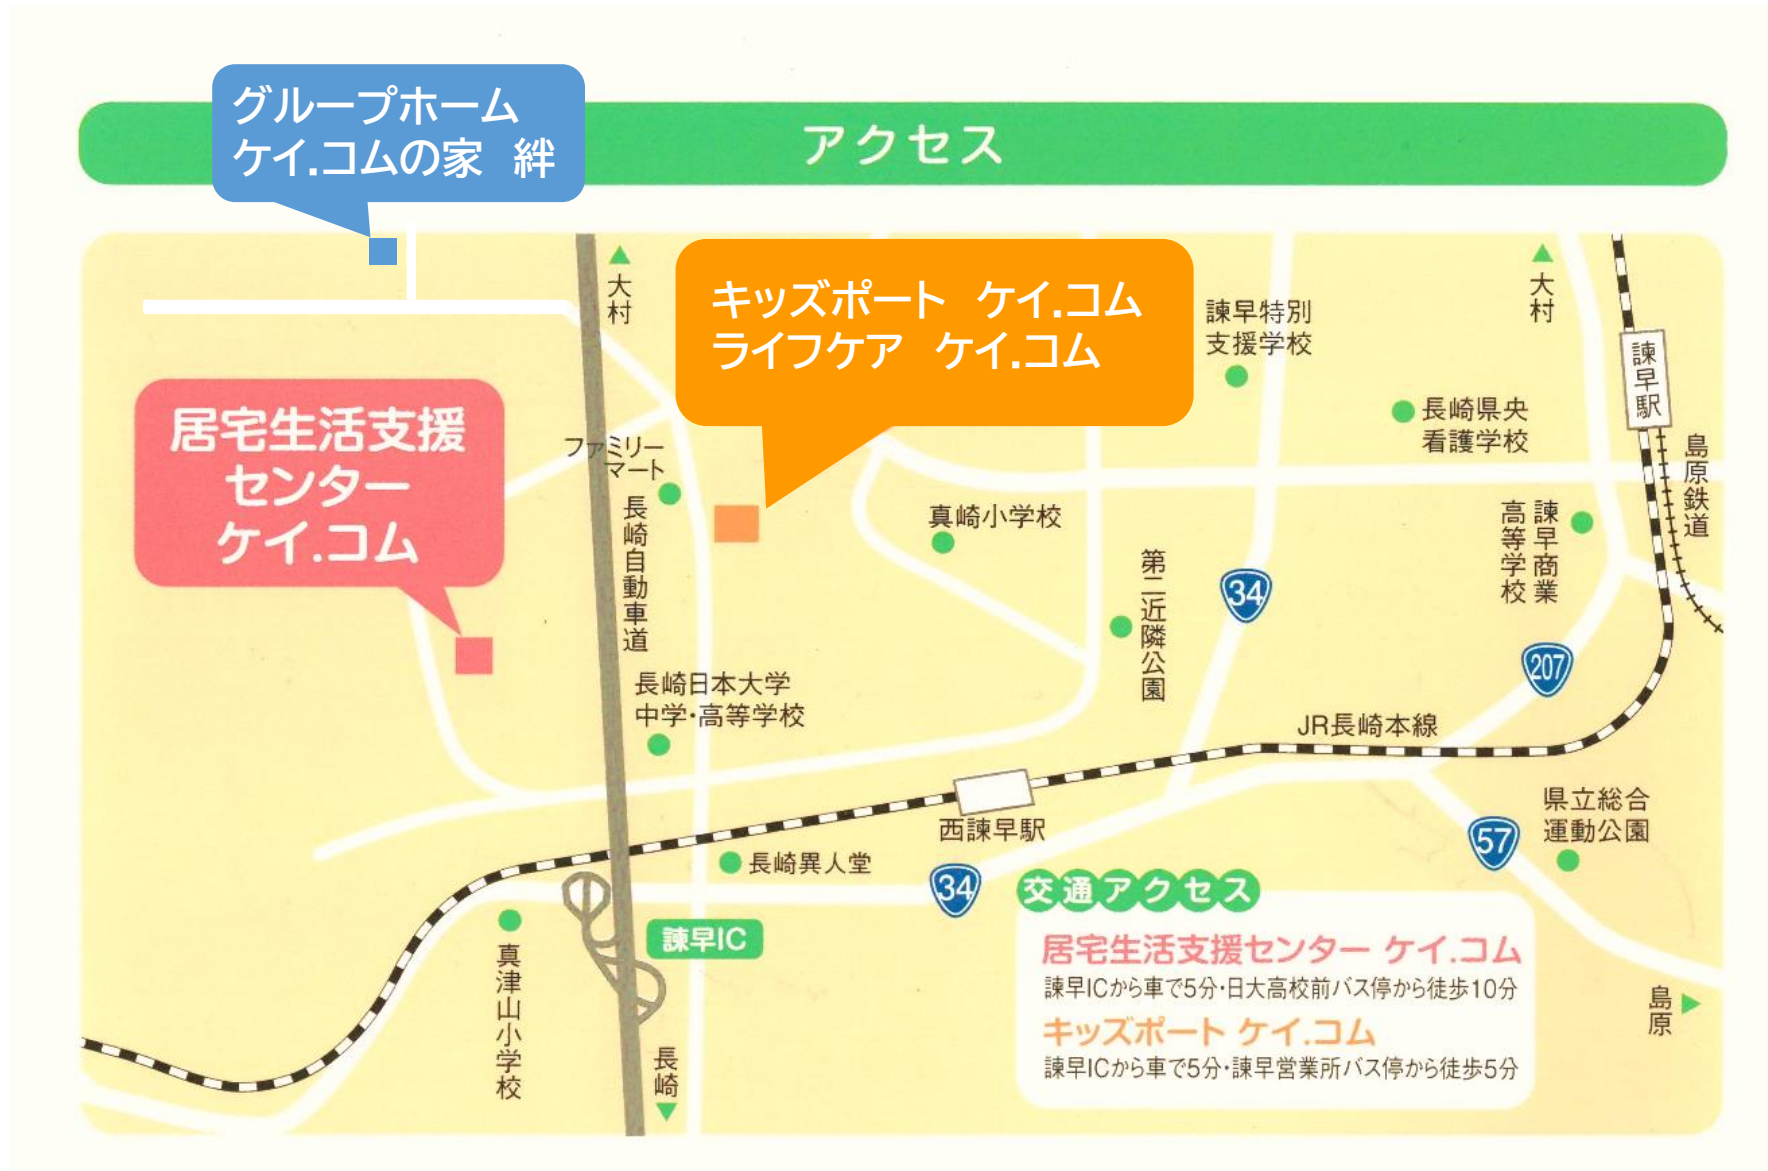 グループホーム
ケイ.コムの家　絆
アクセス
大村
キッズポート　ケイ.コム
ライフケア　ケイ.コム
諫早特別
支援学校
大村
諫早駅
長崎県央
看護学校
島原鉄道
居宅生活支援
センター
ケイ.コム
ファミリー
マート
長崎自動車道
真崎小学校
諫早商業
高等学校
第二近隣公園
34
207
長崎日本大学
中学・高等学校
JR長崎本線
西諫早駅
県立総合
運動公園
57
長崎異人堂
34
諫早IC
真津山小学校
長崎
島原
交通アクセス
居宅生活支援センター ケイ.コム
諫早ICから車で5分・日大高校前バス停から徒歩10分
キッズポート ケイ.コム
諫早ICから車で5分・諫早営業所バス停から徒歩5分